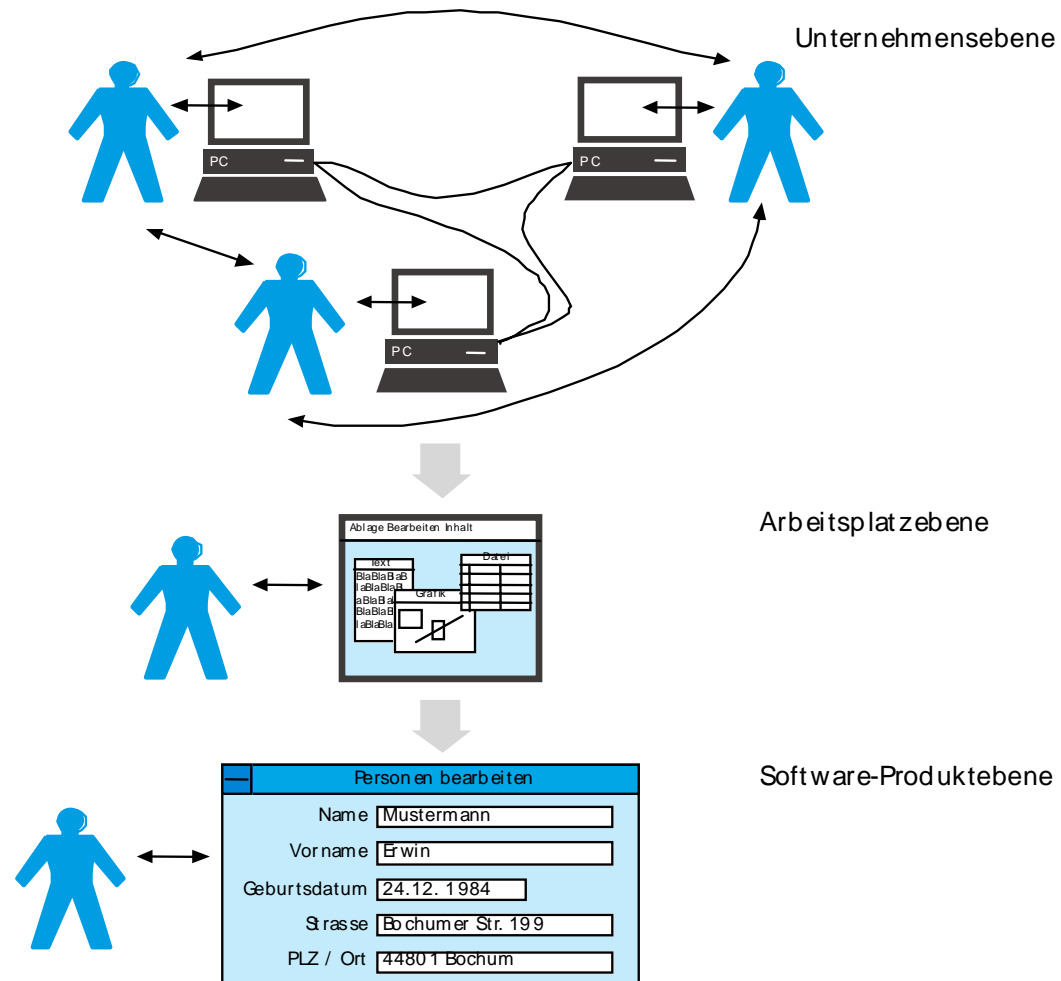 Unternehmensebene
PC
PC
PC
Arbeitsplatzebene
Ablage Bearbeiten Inhalt
Text
BlaBlaBlaB
laBlaBlaB
aBlaBla
BlaBlaB
laBlaBla
Grafik
Datei
Software-Produktebene
Personen bearbeiten
Name Mustermann
Vorname Erwin
Geburtsdatum 24.12. 1984
Strasse Bochumer Str. 199
PLZ / Ort 44801 Bochum